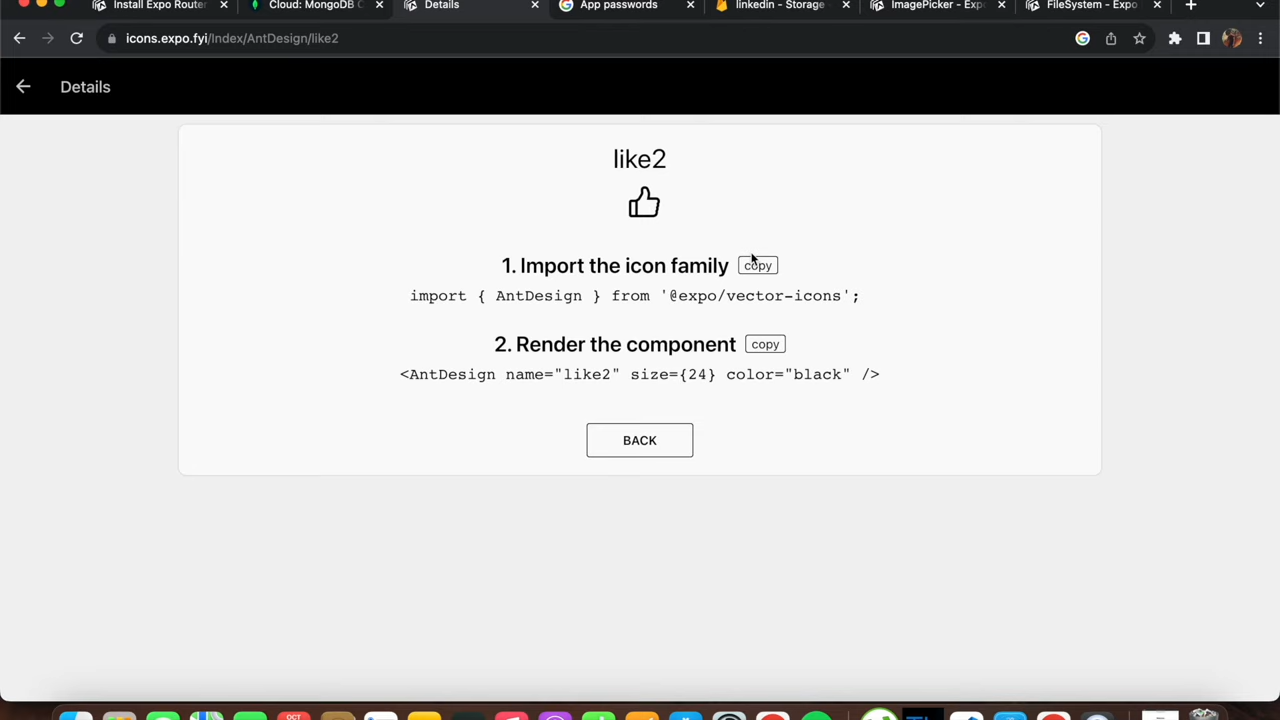 Install Expo Router
Cloud: MongoDB C
Details
App passwords
linkedin - Storage
ImagePicker - Exp
FileSystem - Expo
icons.expo.fyi/Index/AntDesign/like2
Details
like2
1. Import the icon family copy
import { AntDesign } from '@expo/vector-icons';
2. Render the component copy
<AntDesign name="like2" size={24} color="black" />
BACK
OCT